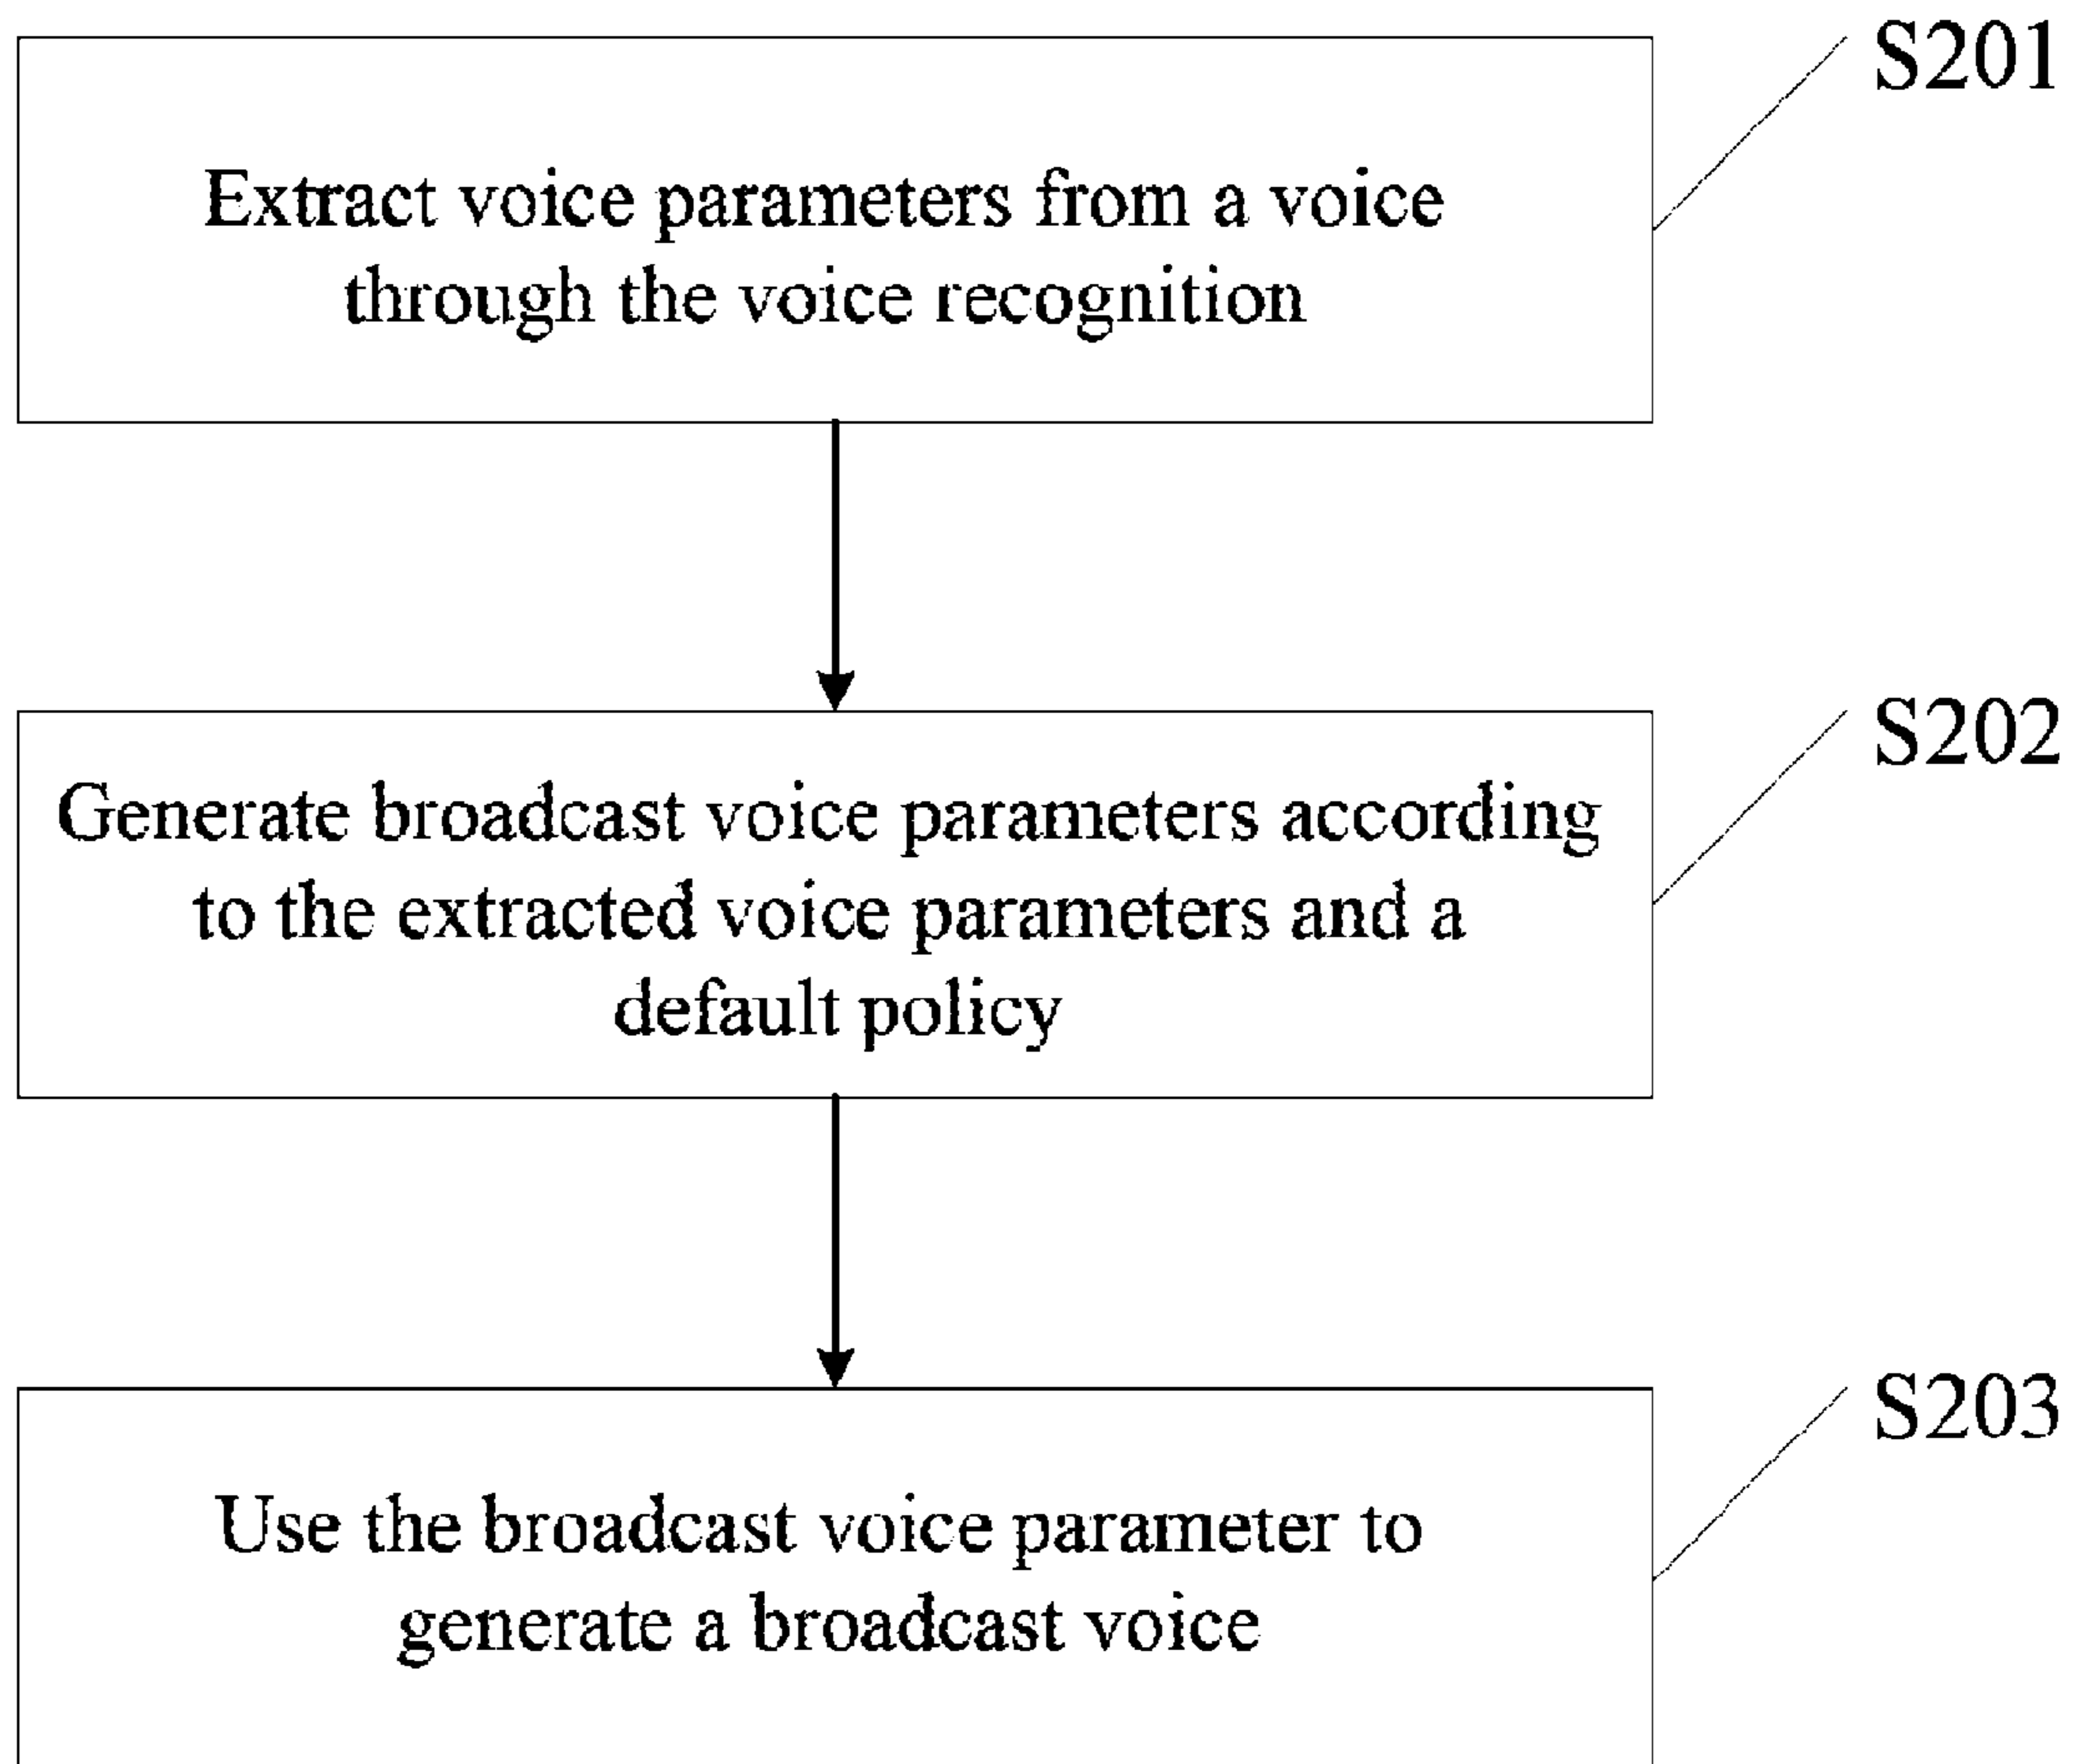 S201
Extract voice parameters from a voice
through the voice recognition
S202
Generate broadcast voice parameters according
to the extracted voice parameters and a
default policy
S203
Use the broadcast voice parameter to
generate a broadcast voice